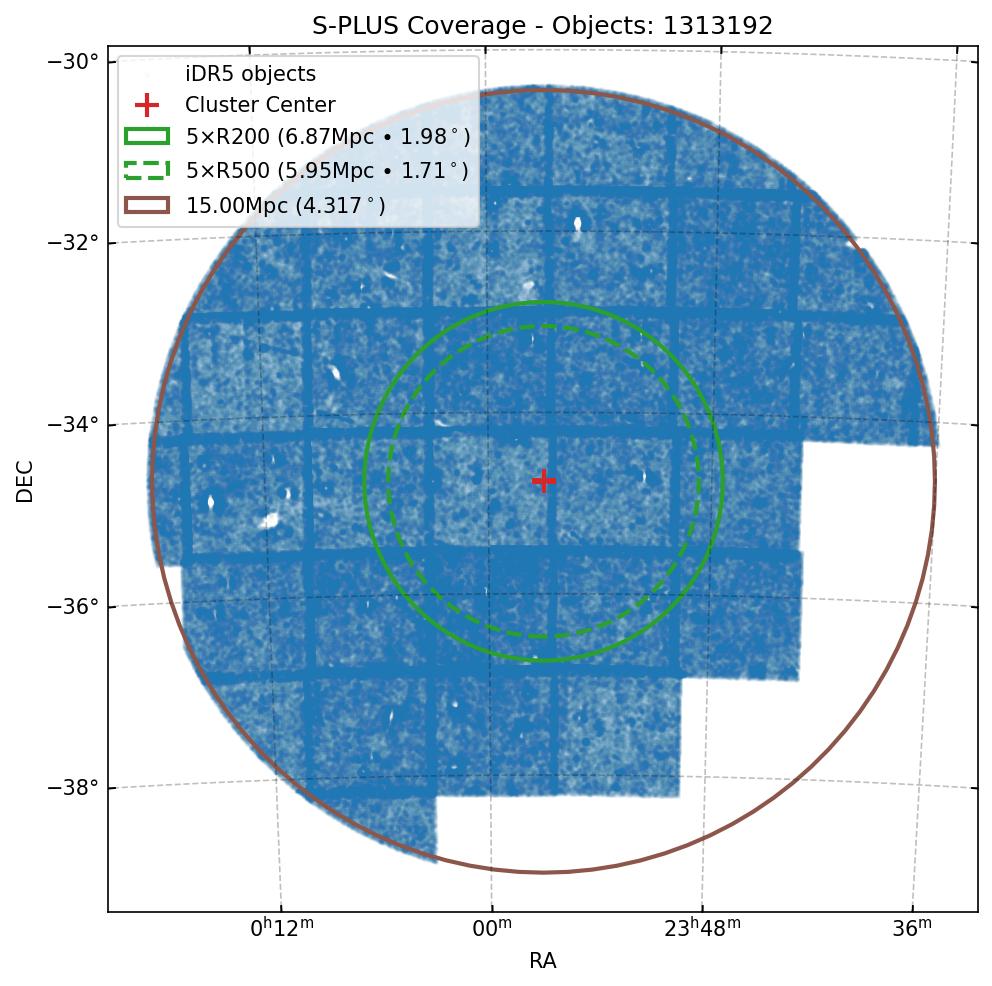 S-PLUS Coverage - Objects: 1313192
iDR5 objects
Cluster Center
5×R200 (6.87Mpc • 1.98°)
5×R500 (5.95Mpc • 1.71°)
15.00Mpc (4.317°)
−30°
−32°
−34°
−36°
−38°
DEC
0ʰ12ᵐ
00ᵐ
23ʰ48ᵐ
36ᵐ
RA